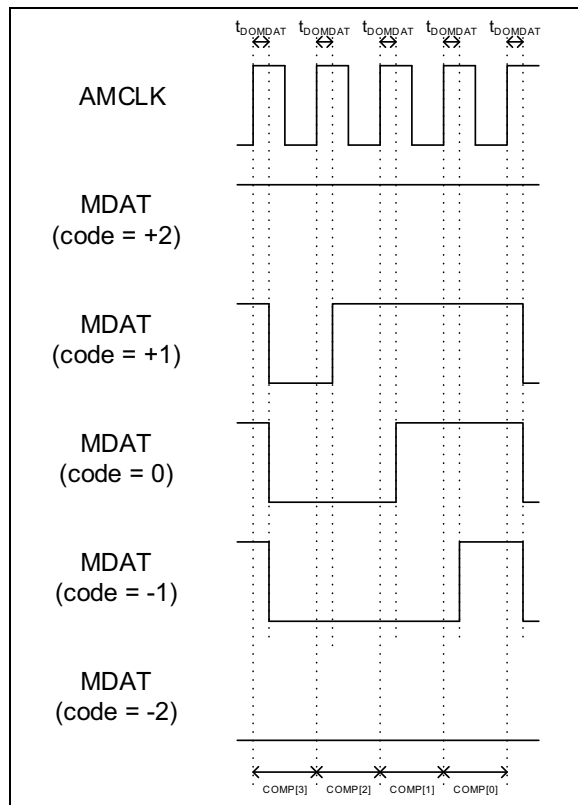 tDOMDAT tDOMDAT tDOMDAT tDOMDAT tDOMDAT
AMCLK
MDAT
(code = +2)
MDAT
(code = +1)
MDAT
(code = 0)
MDAT
(code = -1)
MDAT
(code = -2)
COMP[3] COMP[2] COMP[1] COMP[0]